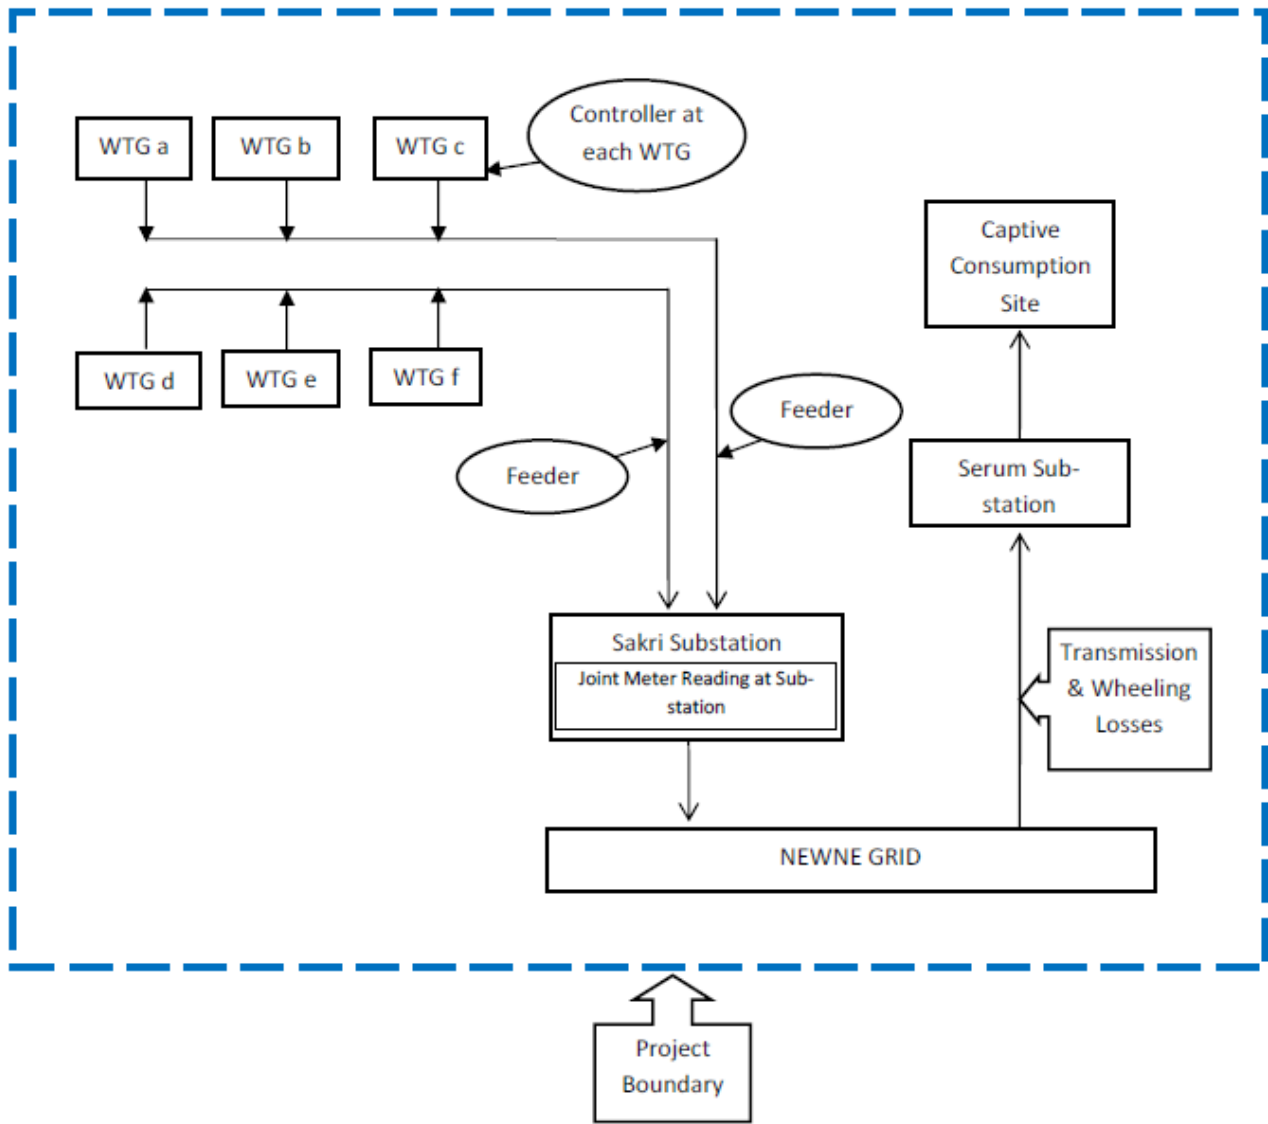 Controller at
each WTG
WTG a
WTG b
WTG c
Captive
Consumption
Site
WTG d
WTG e
WTG f
Feeder
Feeder
Serum Sub-
station
Sakri Substation
Joint Meter Reading at Sub-
station
Transmission
& Wheeling
Losses
NEWNE GRID
Project
Boundary